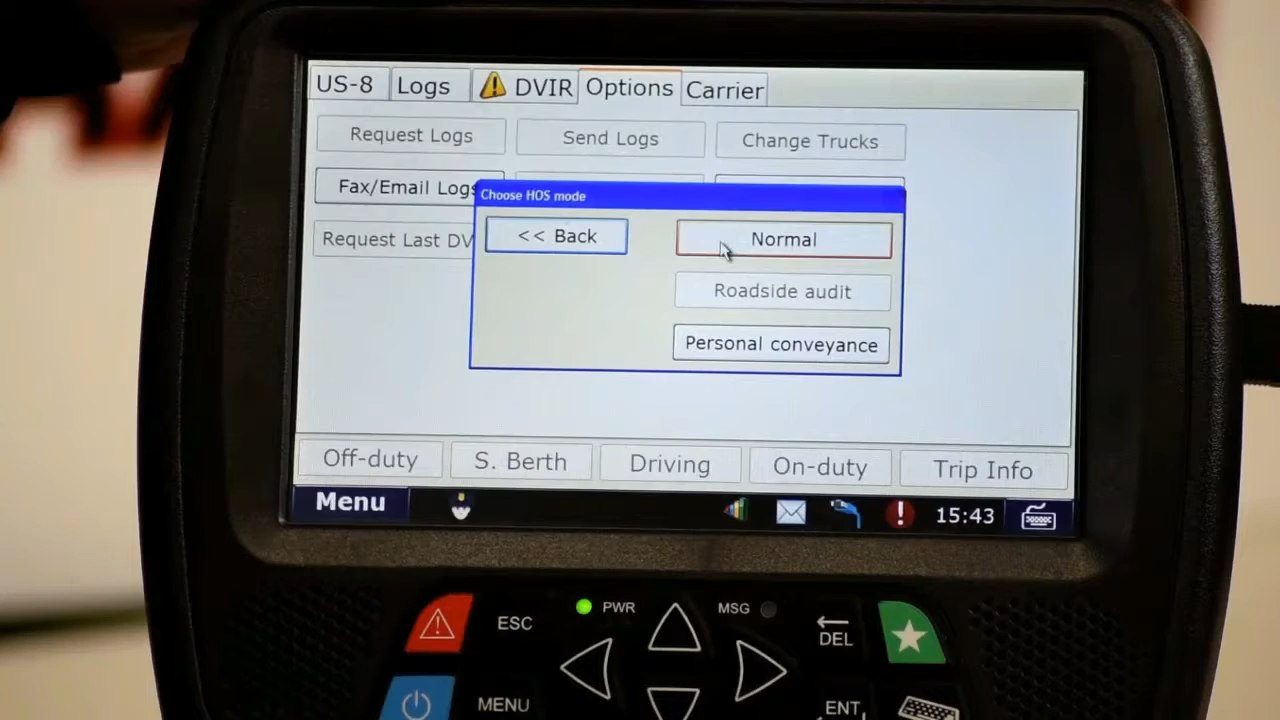 US-8 Logs DVIR Options Carrier
Request Logs Send Logs Change Trucks
Fax/Email Logs
Choose HOS mode
<< Back Normal
Request Last DV
Roadside audit
Personal conveyance
Off-duty S. Berth Driving On-duty Trip Info
Menu 15:43
PWR MSG
ESC DEL
MENU ENT